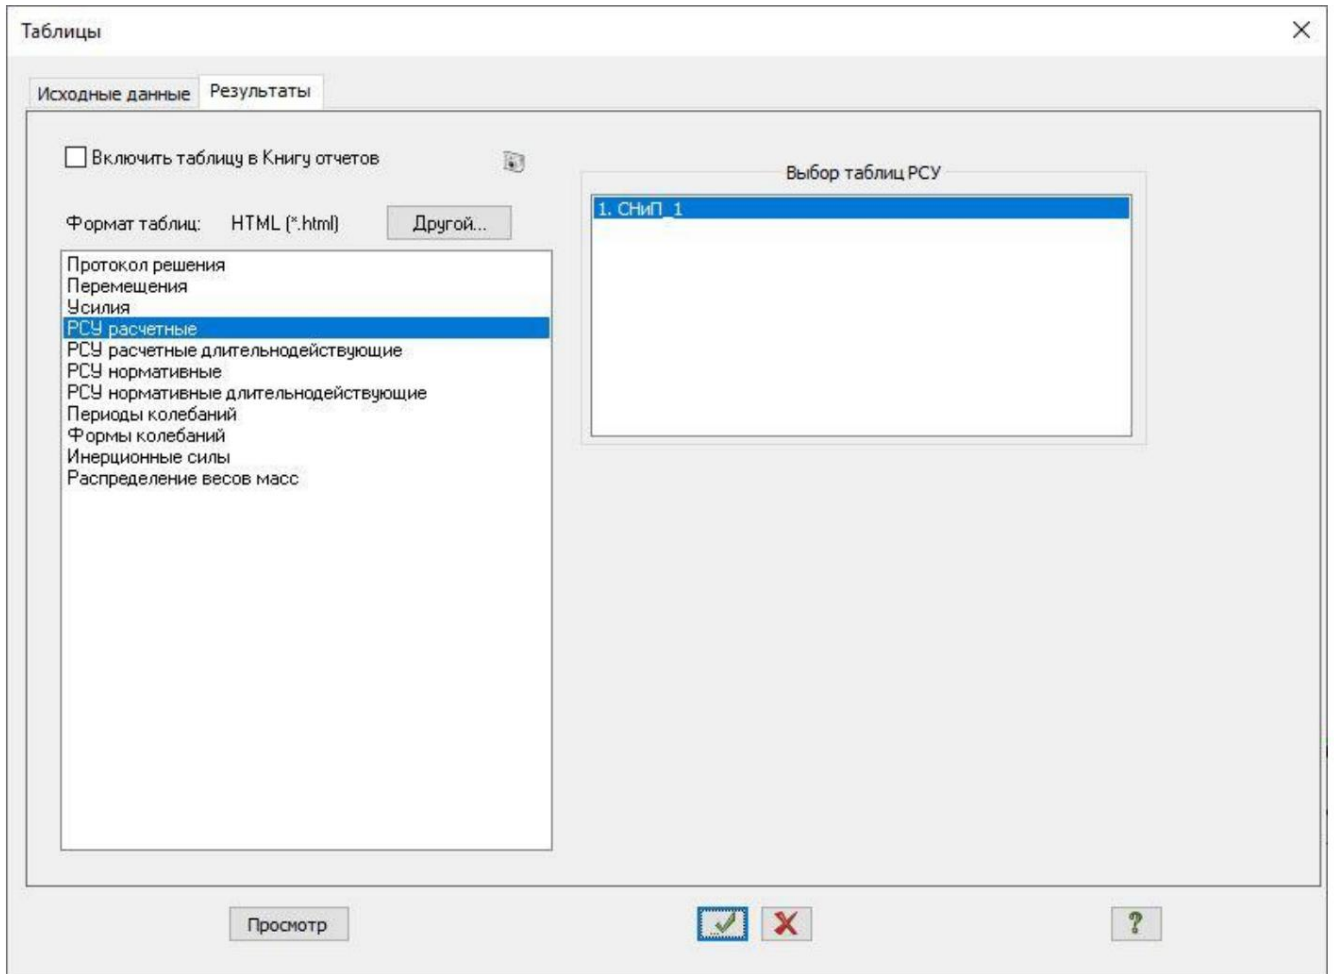 Таблицы
Исходные данные
Результаты
Включить таблицу в Книгу отчетов
Формат таблиц: HTML (*.html) Другой...
Протокол решения
Перемещения
Усилия
РСУ расчетные
РСУ расчетные длительнодействующие
РСУ нормативные
РСУ нормативные длительнодействующие
Периоды колебаний
Формы колебаний
Инерционные силы
Распределение весов масс
Выбор таблиц РСУ
1. СНиП_1
Просмотр
?